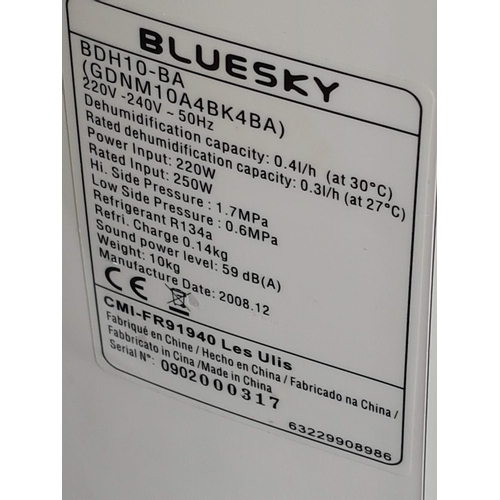 BLUESKY
BDH10-BA
(GDNM10A4BK4BA)
220V -240V ~ 50Hz
Dehumidification capacity: 0.4l/h (at 30°C)
Rated dehumidification capacity: 0.3l/h (at 27°C)
Power Input: 220W
Rated Input: 250W
Hi. Side Pressure : 1.7MPa
Low Side Pressure : 0.6MPa
Refrigerant R134a
Refri. Charge 0.14kg
Sound power level: 59 dB(A)
Weight: 10kg
Manufacture Date: 2008.12
CE
CMI-FR91940 Les Ulis
Fabriqué en Chine / Hecho en China / Fabricado na China /
Fabbricato in Cina /Made in China
Serial N°: 0902000317
63229908986